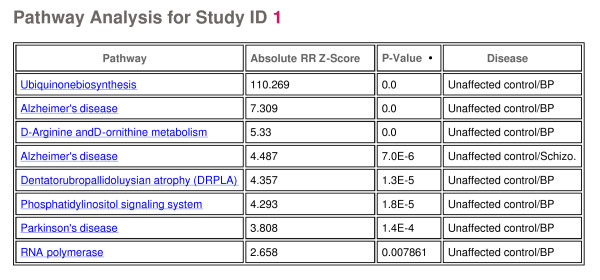 Pathway Analysis for Study ID 1
Pathway Absolute RR Z-Score P-Value • Disease
Ubiquinonebiosynthesis 110.269 0.0 Unaffected control/BP
Alzheimer's disease 7.309 0.0 Unaffected control/BP
D-Arginine andD-ornithine metabolism 5.33 0.0 Unaffected control/BP
Alzheimer's disease 4.487 7.0E-6 Unaffected control/Schizo.
Dentatorubropallidoluysian atrophy (DRPLA) 4.357 1.3E-5 Unaffected control/BP
Phosphatidylinositol signaling system 4.293 1.8E-5 Unaffected control/BP
Parkinson's disease 3.808 1.4E-4 Unaffected control/BP
RNA polymerase 2.658 0.007861 Unaffected control/BP